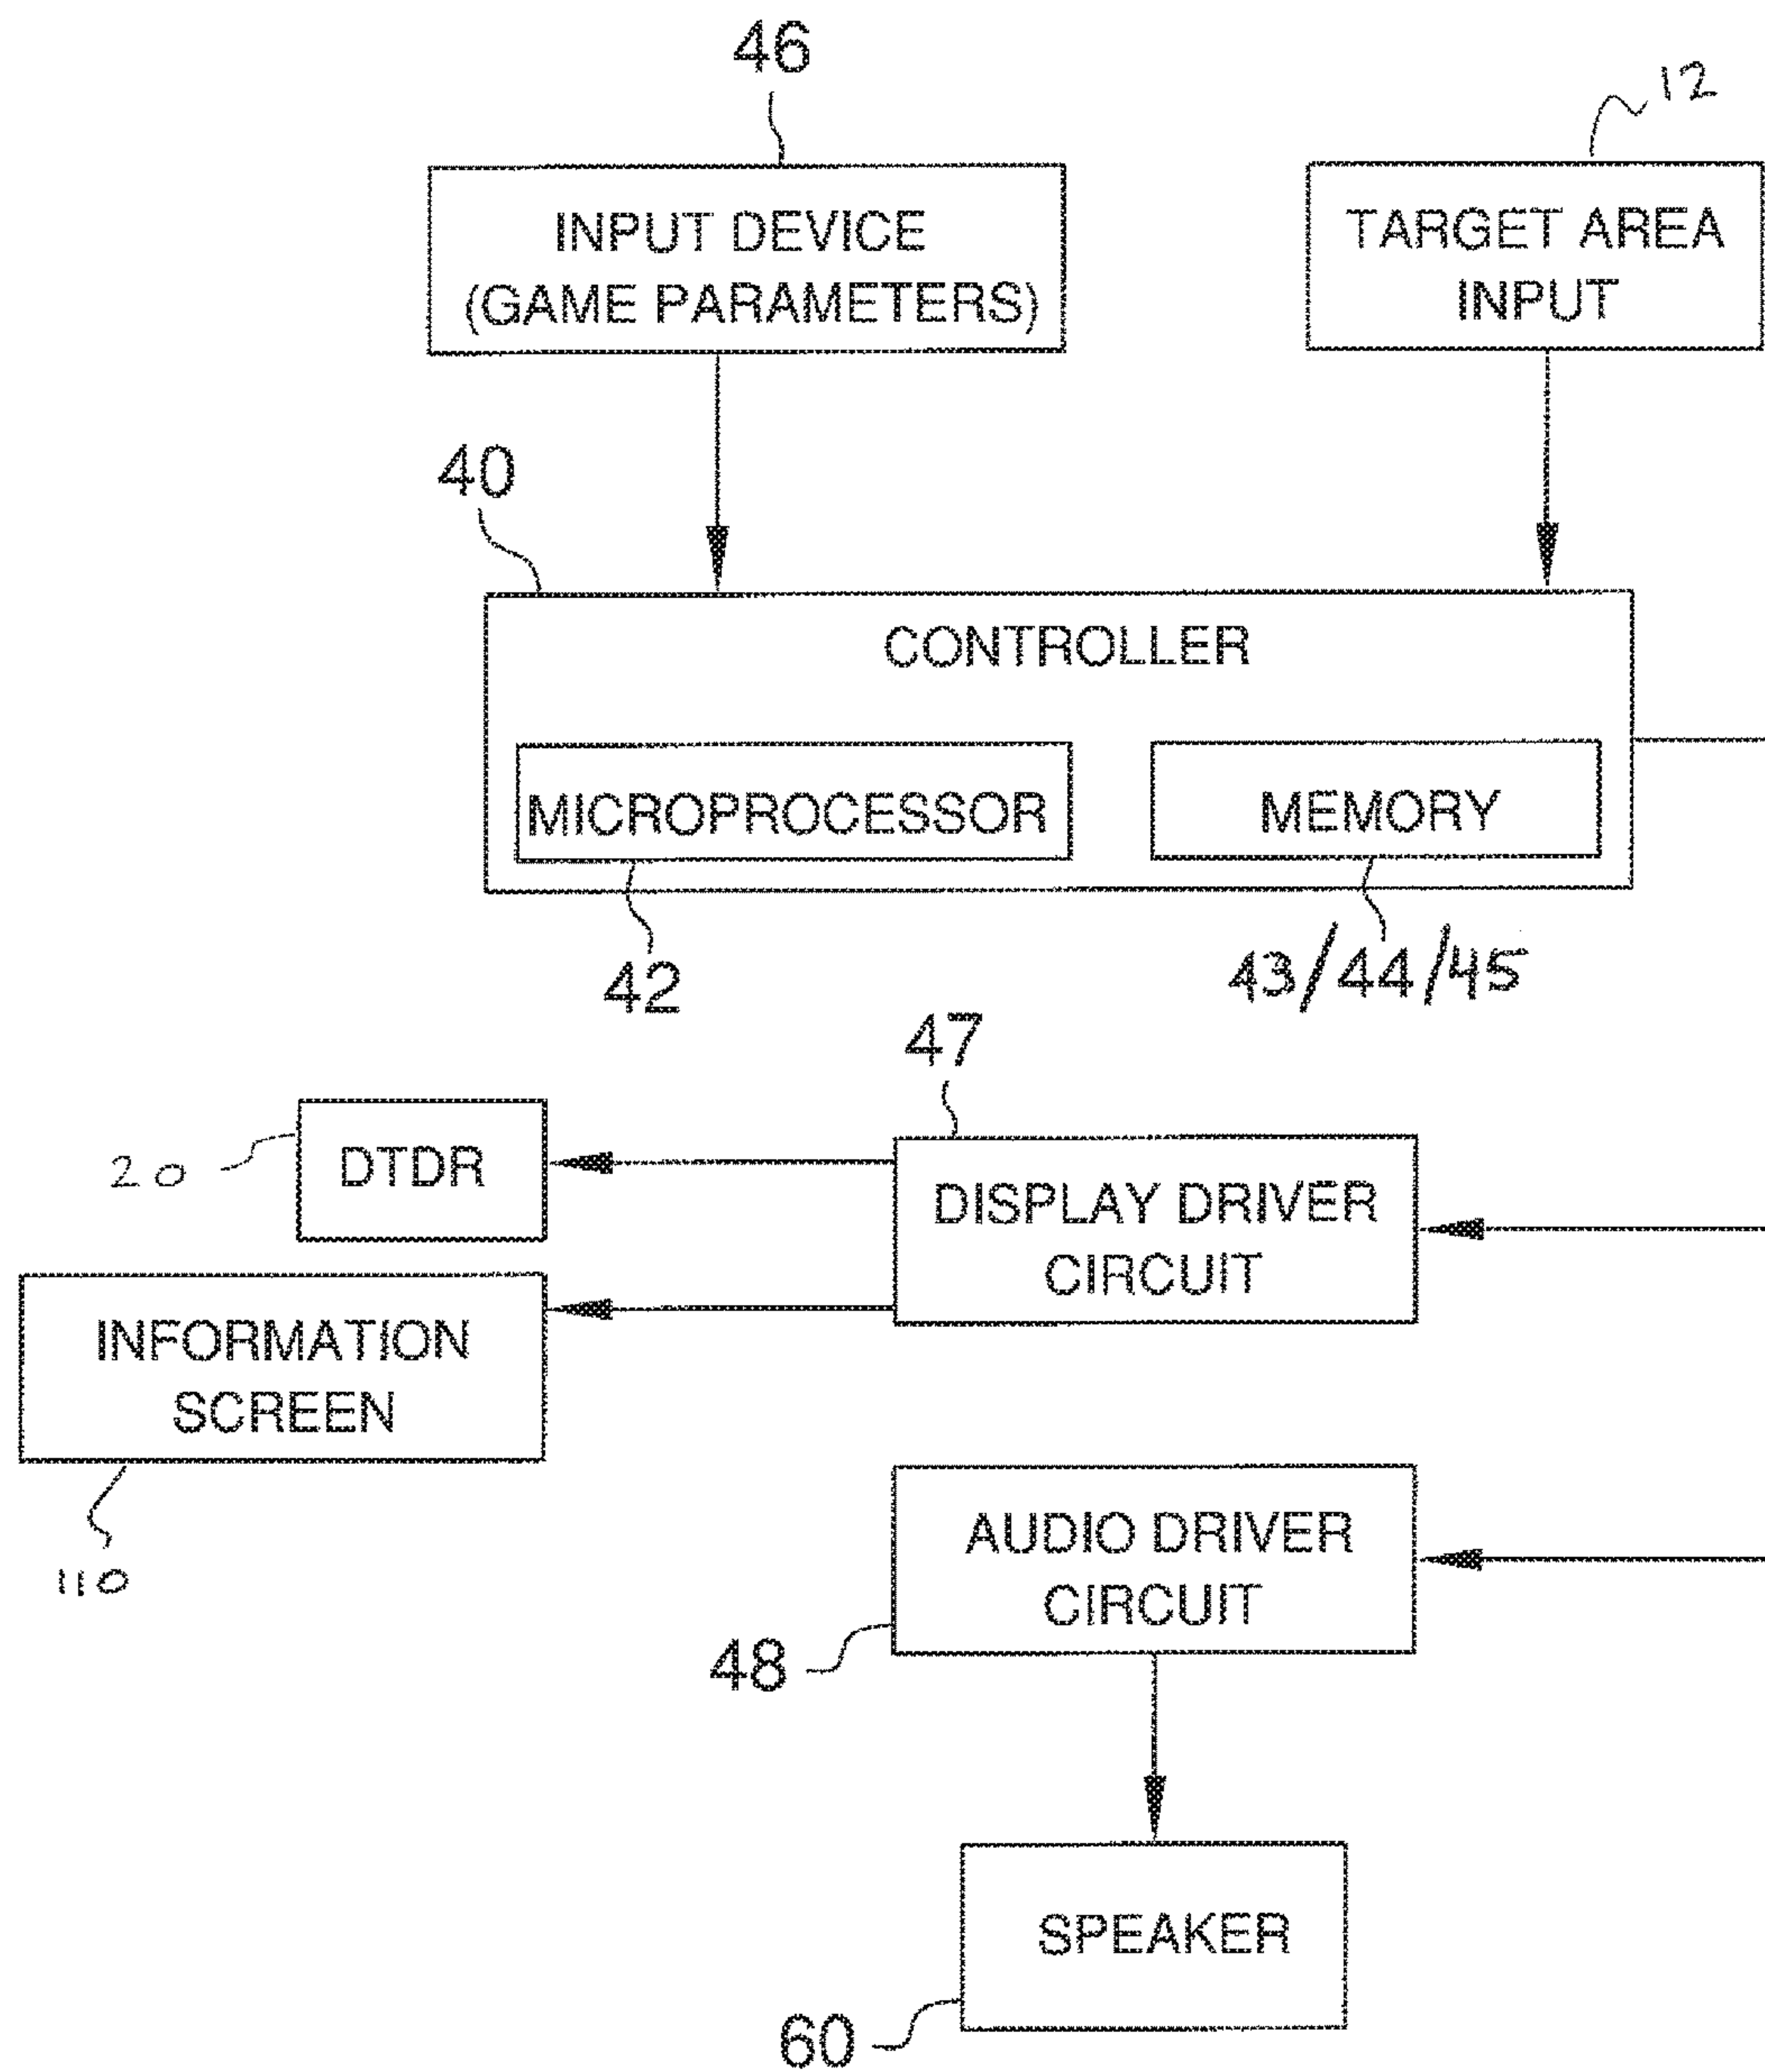 46
12
INPUT DEVICE
(GAME PARAMETERS)
TARGET AREA
INPUT
40
CONTROLLER
MICROPROCESSOR
MEMORY
42
43/44/45
47
DTDR
20
DISPLAY DRIVER
CIRCUIT
INFORMATION
SCREEN
110
AUDIO DRIVER
CIRCUIT
48
SPEAKER
60